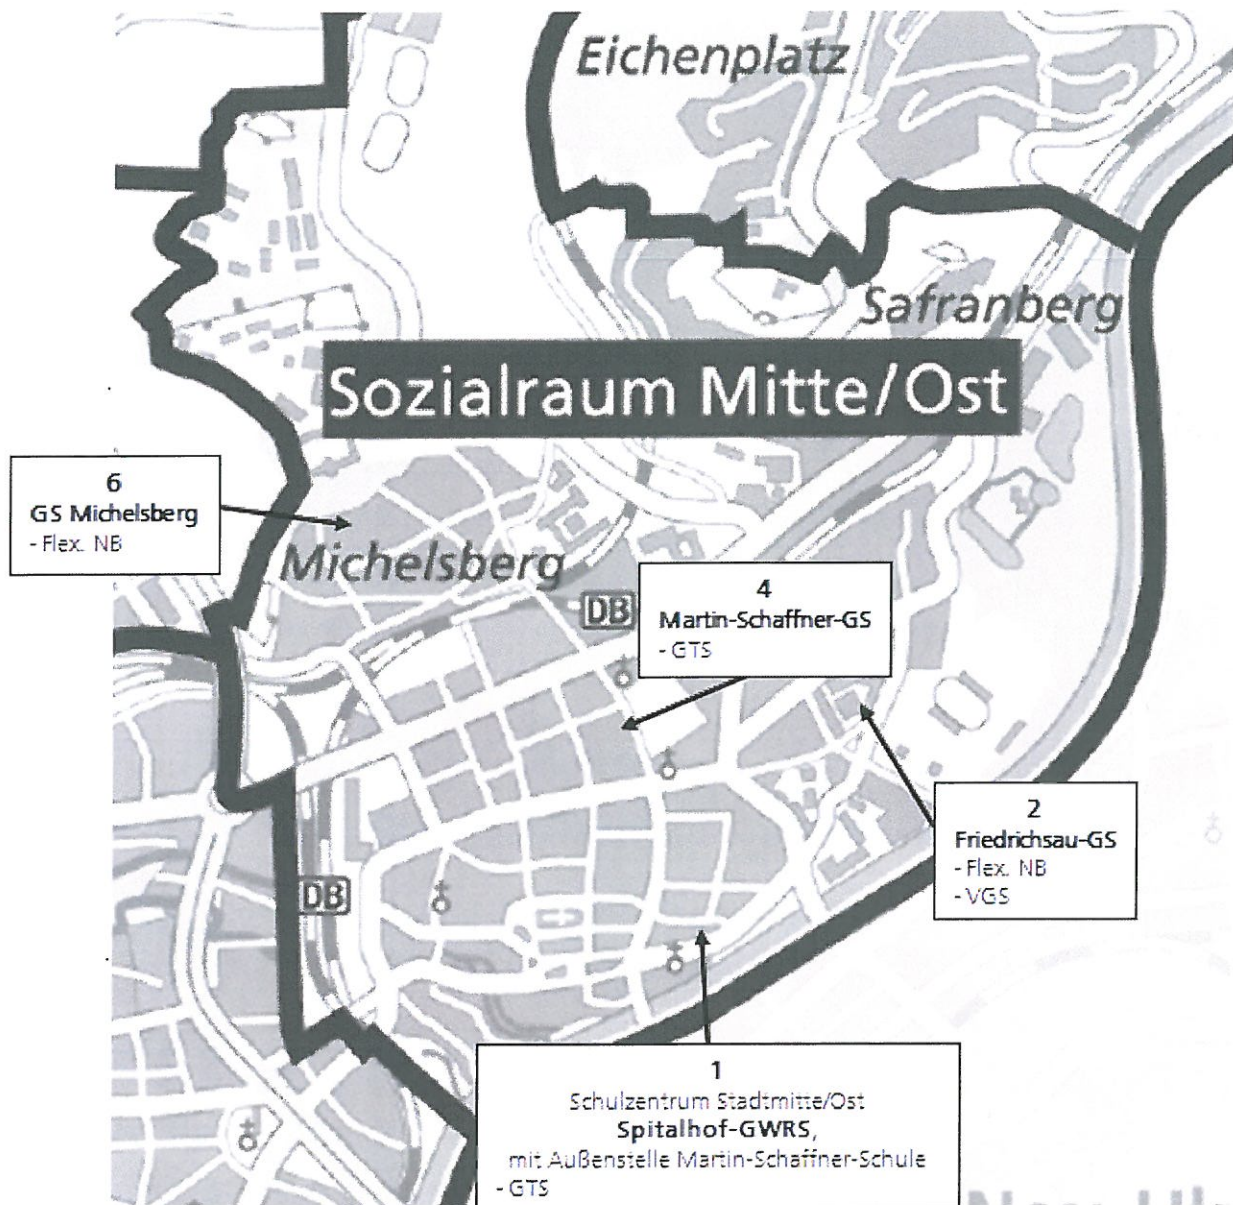 Eichenplatz
Safranberg
Sozialraum Mitte/Ost
6
GS Michelsberg
- Flex. NB
Michelsberg
DB
4
Martin-Schaffner-GS
- GTS
2
Friedrichsau-GS
- Flex. NB
- VGS
DB
1
Schulzentrum Stadtmitte/Ost
Spitalhof-GWRS,
mit Außenstelle Martin-Schaffner-Schule
- GTS